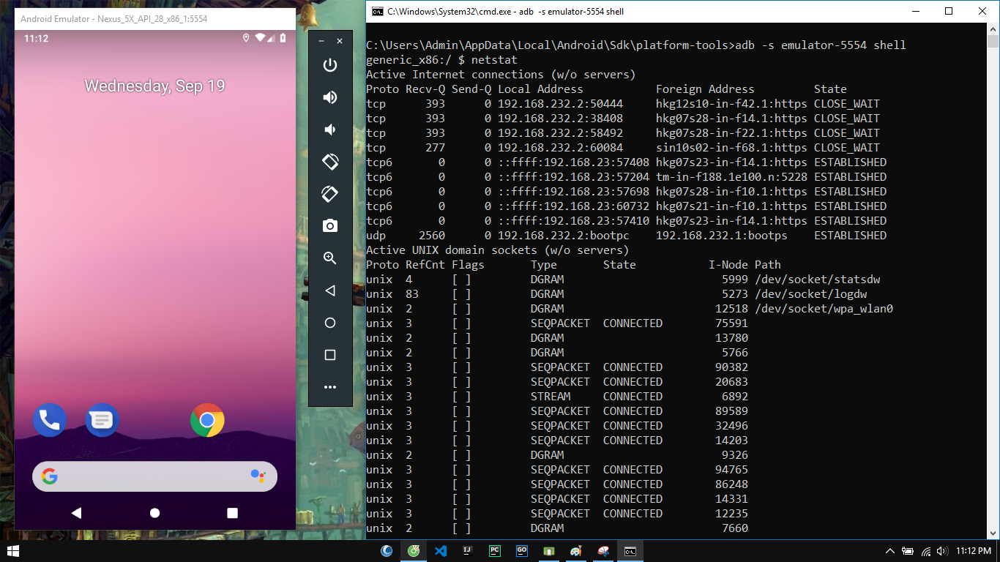 Android Emulator - Nexus_5X_API_28_x86_1:5554
11:12
Wednesday, Sep 19
C:\Windows\System32\cmd.exe - adb  -s emulator-5554 shell
C:\Users\Admin\AppData\Local\Android\Sdk\platform-tools>adb -s emulator-5554 shell
generic_x86:/ $ netstat
Active Internet connections (w/o servers)
Proto Recv-Q Send-Q Local Address           Foreign Address         State
tcp      393      0 192.168.232.2:50444     hkg12s10-in-f42.1:https CLOSE_WAIT
tcp      393      0 192.168.232.2:38408     hkg07s28-in-f14.1:https CLOSE_WAIT
tcp      393      0 192.168.232.2:58492     hkg07s28-in-f22.1:https CLOSE_WAIT
tcp      277      0 192.168.232.2:60084     sin10s02-in-f68.1:https CLOSE_WAIT
tcp6       0      0 ::ffff:192.168.23:57408 hkg07s23-in-f14.1:https ESTABLISHED
tcp6       0      0 ::ffff:192.168.23:57204 tm-in-f188.1e100.n:5228 ESTABLISHED
tcp6       0      0 ::ffff:192.168.23:57698 hkg07s28-in-f10.1:https ESTABLISHED
tcp6       0      0 ::ffff:192.168.23:60732 hkg07s21-in-f10.1:https ESTABLISHED
tcp6       0      0 ::ffff:192.168.23:57410 hkg07s23-in-f14.1:https ESTABLISHED
udp     2560      0 192.168.232.2:bootpc    192.168.232.1:bootps    ESTABLISHED
Active UNIX domain sockets (w/o servers)
Proto RefCnt Flags       Type       State           I-Node Path
unix  4      [ ]         DGRAM                        5999 /dev/socket/statsdw
unix  83     [ ]         DGRAM                        5273 /dev/socket/logdw
unix  2      [ ]         DGRAM                       12518 /dev/socket/wpa_wlan0
unix  3      [ ]         SEQPACKET  CONNECTED        75591
unix  2      [ ]         DGRAM                       13780
unix  2      [ ]         DGRAM                        5766
unix  3      [ ]         SEQPACKET  CONNECTED        90382
unix  3      [ ]         SEQPACKET  CONNECTED        20683
unix  3      [ ]         STREAM     CONNECTED         6892
unix  3      [ ]         SEQPACKET  CONNECTED        89589
unix  3      [ ]         SEQPACKET  CONNECTED        32496
unix  3      [ ]         SEQPACKET  CONNECTED        14203
unix  2      [ ]         DGRAM                        9326
unix  3      [ ]         SEQPACKET  CONNECTED        94765
unix  3      [ ]         SEQPACKET  CONNECTED        86248
unix  3      [ ]         SEQPACKET  CONNECTED        14331
unix  3      [ ]         SEQPACKET  CONNECTED        12235
unix  2      [ ]         DGRAM                        7660
IJ
PC
GO
C:\.
11:12 PM